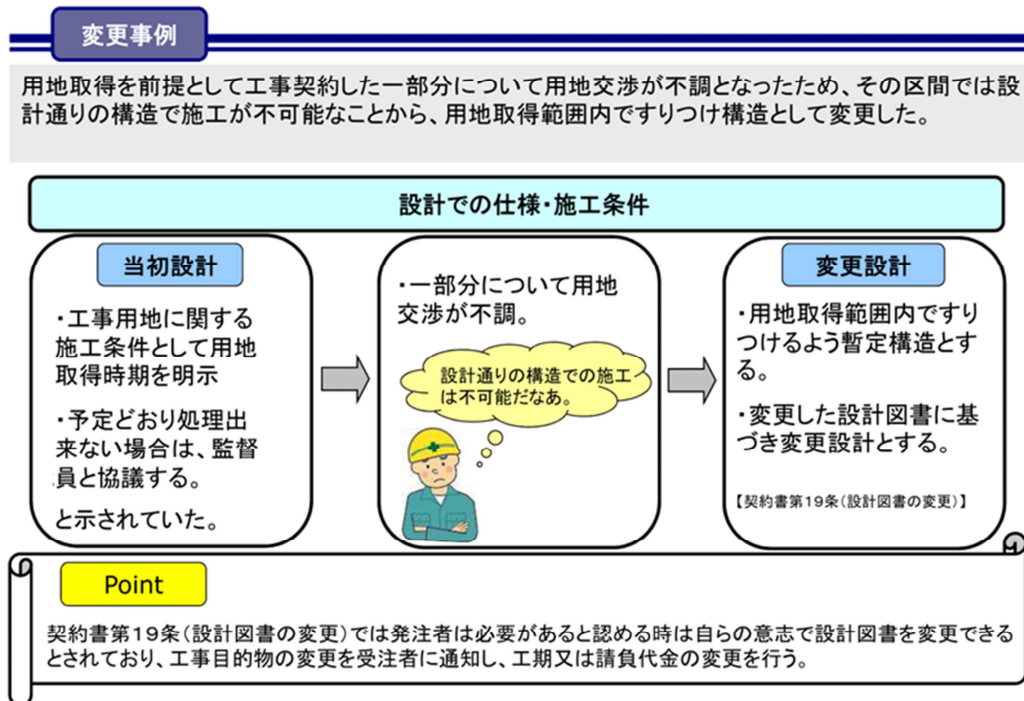 変更事例
用地取得を前提として工事契約した一部分について用地交渉が不調となったため、その区間では設
計通りの構造で施工が不可能なことから、用地取得範囲内ですりつけ構造として変更した。
設計での仕様・施工条件
当初設計
・工事用地に関する
施工条件として用地
取得時期を明示
・予定どおり処理出
来ない場合は、監督
員と協議する。
と示されていた。
・一部分について用地
交渉が不調。
設計通りの構造での施工
は不可能だなあ。
変更設計
・用地取得範囲内ですり
つけるよう暫定構造とす
る。
・変更した設計図書に基
づき変更設計とする。
【契約書第19条(設計図書の変更)】
Point
契約書第19条(設計図書の変更)では発注者は必要があると認める時は自らの意志で設計図書を変更できる
とされており、工事目的物の変更を受注者に通知し、工期又は請負代金の変更を行う。